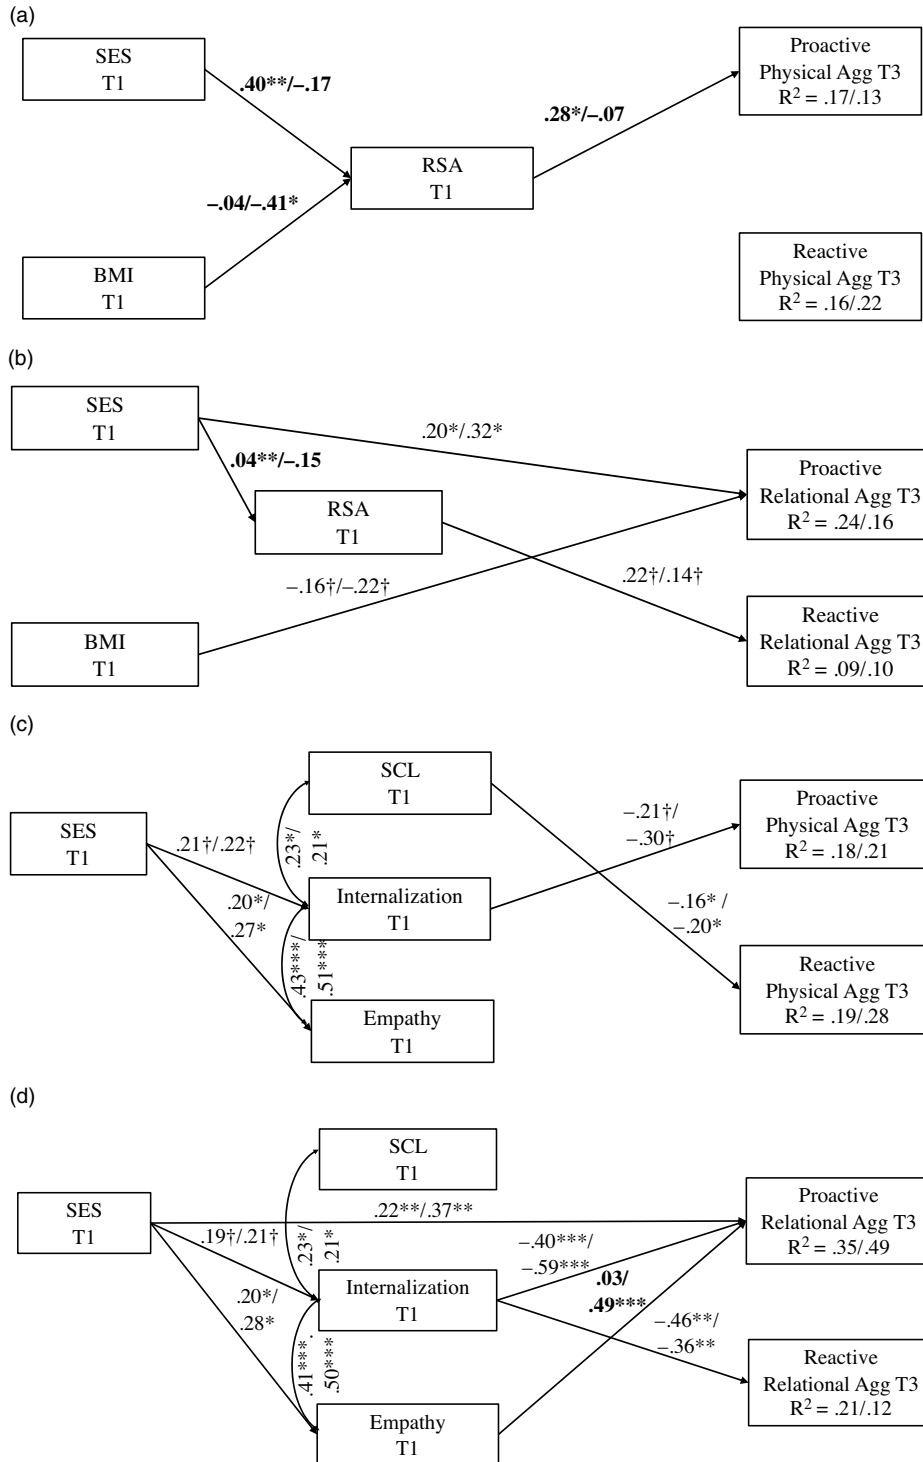 (a)
SES
T1
.40**/–.17
Proactive
Physical Agg T3
R² = .17/.13
.28*/–.07
RSA
T1
–.04/–.41*
BMI
T1
Reactive
Physical Agg T3
R² = .16/.22
(b)
SES
T1
.20*/.32*
.04**/–.15
Proactive
Relational Agg T3
R² = .24/.16
RSA
T1
–.16†/–.22†
.22†/.14†
BMI
T1
Reactive
Relational Agg T3
R² = .09/.10
(c)
SCL
T1
SES
T1
.21†/.22†
.23*/
.21*
–.21†/
–.30†
Proactive
Physical Agg T3
R² = .18/.21
.20*/
.27*
Internalization
T1
–.16* /
–.20*
.43***/
.51***
Reactive
Physical Agg T3
R² = .19/.28
Empathy
T1
(d)
SCL
T1
SES
T1
.22**/.37**
Proactive
Relational Agg T3
R² = .35/.49
.19†/.21†
.23*/
.21*
–.40***/
–.59***
Internalization
T1
.03/
.49***
.20*/
.28*
–.46**/
–.36**
.41***.
.50***
Reactive
Relational Agg T3
R² = .21/.12
Empathy
T1